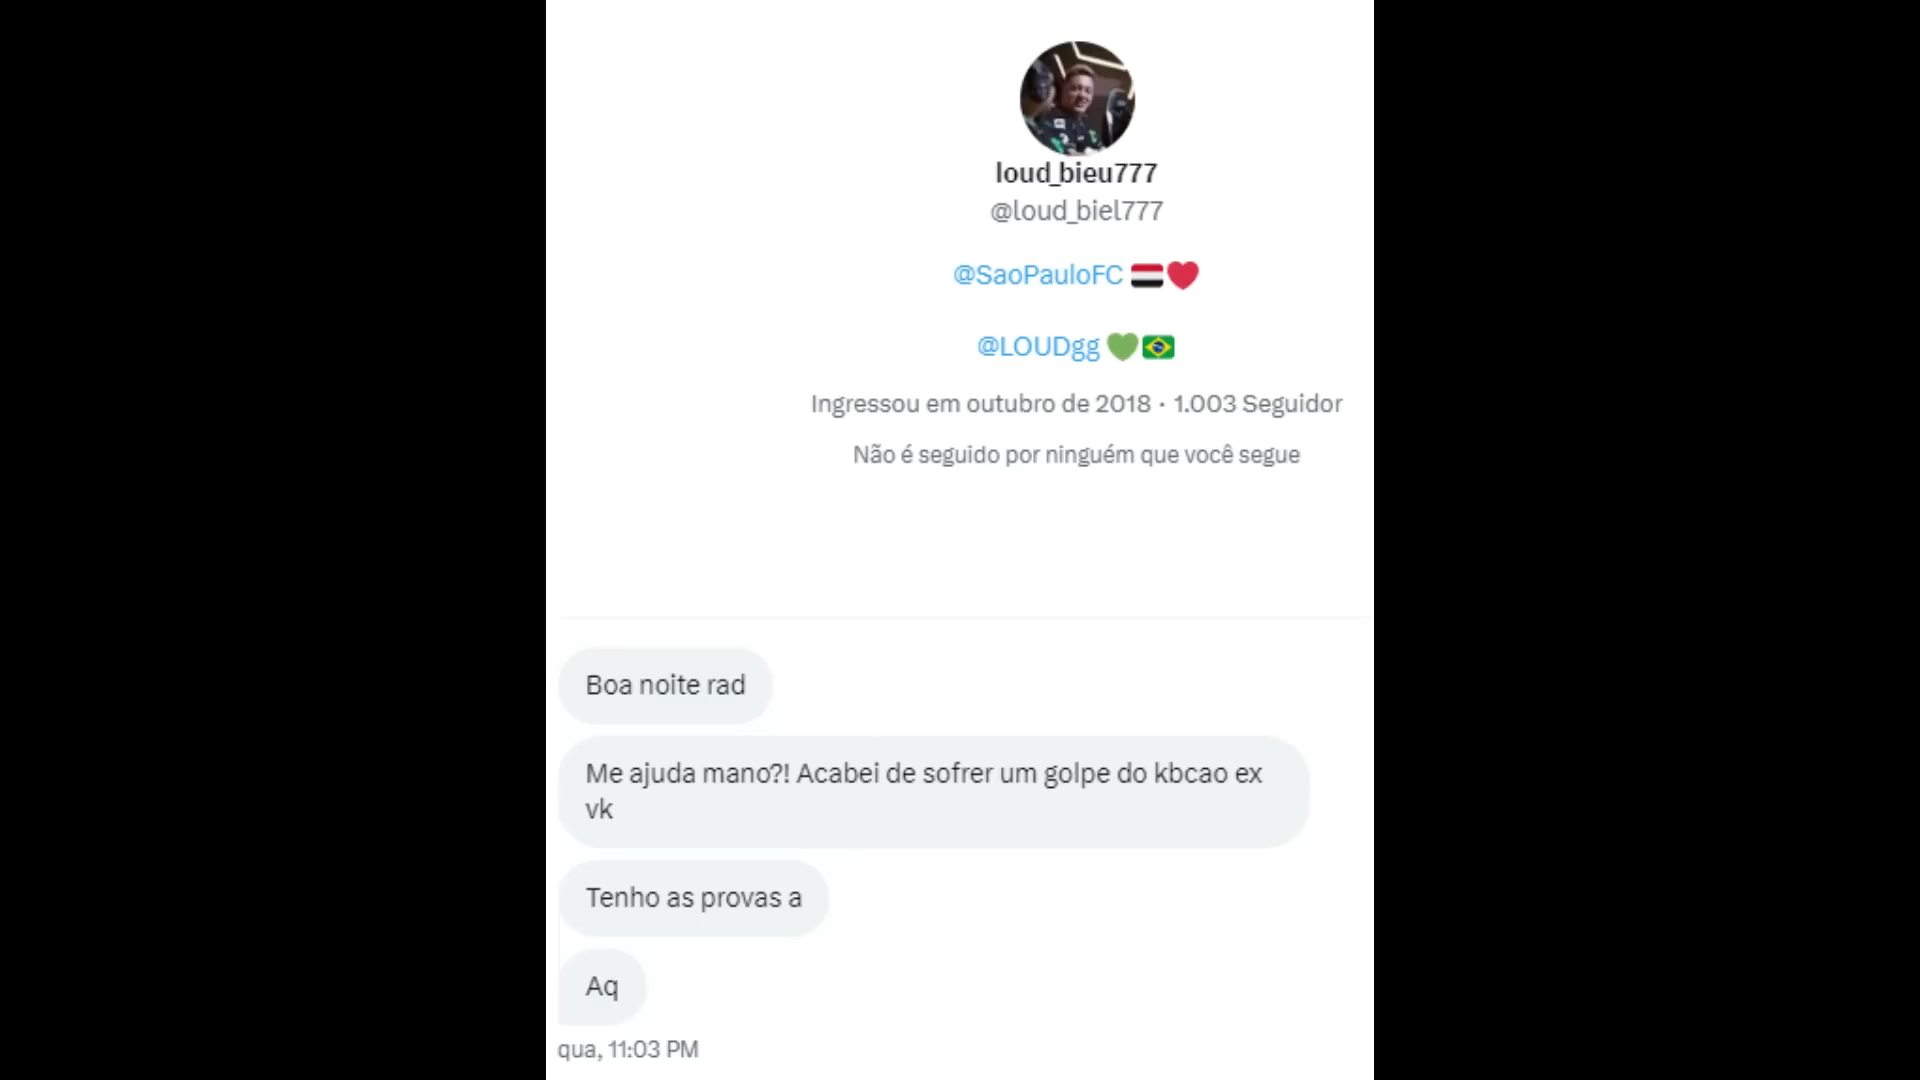 loud_bieu777
@loud_biel777
@SaoPauloFC
@LOUDgg
Ingressou em outubro de 2018 · 1.003 Seguidor
Não é seguido por ninguém que você segue
Boa noite rad
Me ajuda mano?! Acabei de sofrer um golpe do kbcao ex
vk
Tenho as provas a
Aq
qua, 11:03 PM